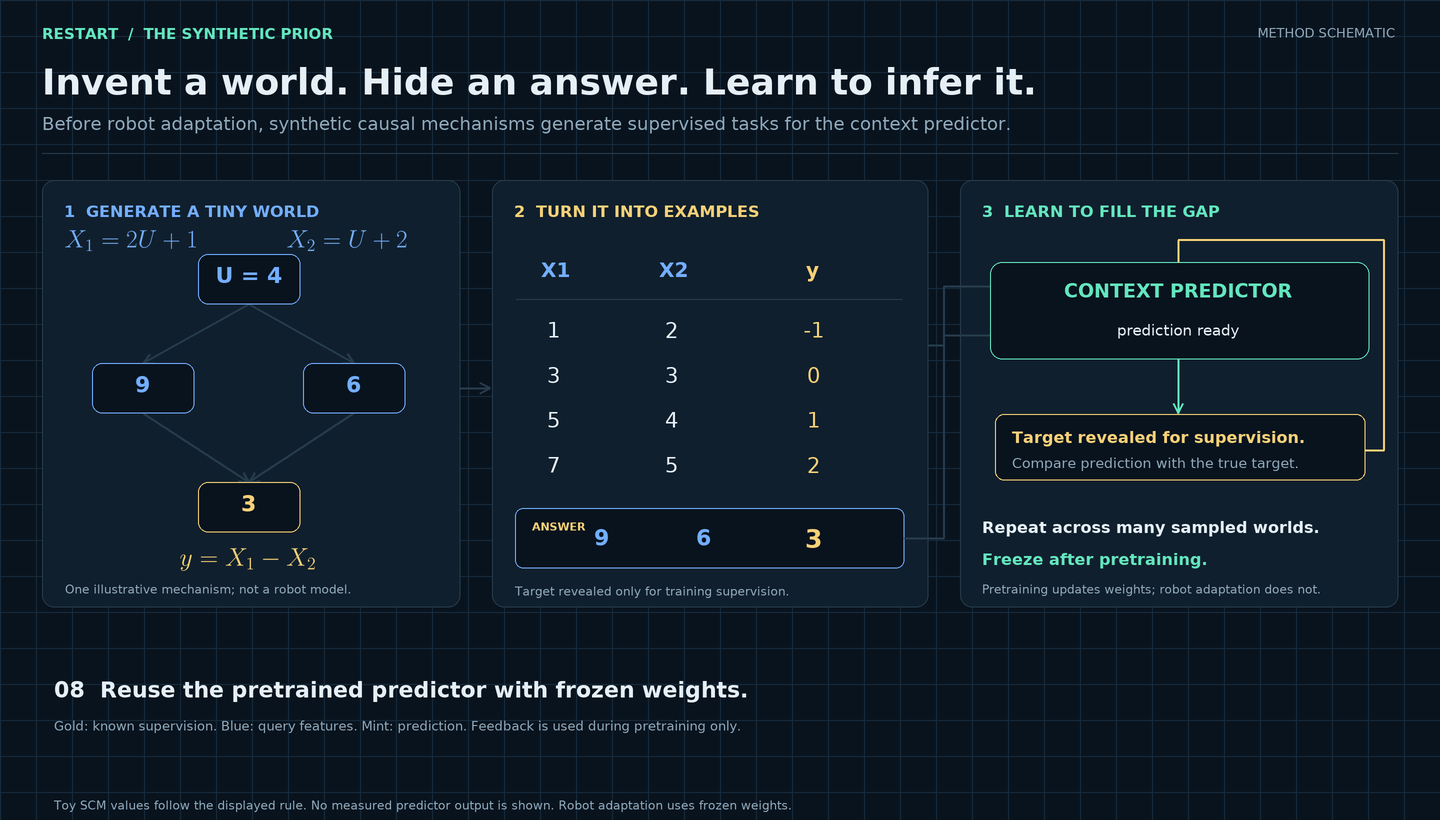 RESTART / THE SYNTHETIC PRIOR
METHOD SCHEMATIC
Invent a world. Hide an answer. Learn to infer it.
Before robot adaptation, synthetic causal mechanisms generate supervised tasks for the context predictor.
1 GENERATE A TINY WORLD
X₁ = 2U + 1
X₂ = U + 2
U = 4
9
6
3
y = X₁ − X₂
One illustrative mechanism; not a robot model.
2 TURN IT INTO EXAMPLES
X1 X2 y
1 2 -1
3 3 0
5 4 1
7 5 2
ANSWER 9 6 3
Target revealed only for training supervision.
3 LEARN TO FILL THE GAP
CONTEXT PREDICTOR
prediction ready
Target revealed for supervision.
Compare prediction with the true target.
Repeat across many sampled worlds.
Freeze after pretraining.
Pretraining updates weights; robot adaptation does not.
08 Reuse the pretrained predictor with frozen weights.
Gold: known supervision. Blue: query features. Mint: prediction. Feedback is used during pretraining only.
Toy SCM values follow the displayed rule. No measured predictor output is shown. Robot adaptation uses frozen weights.